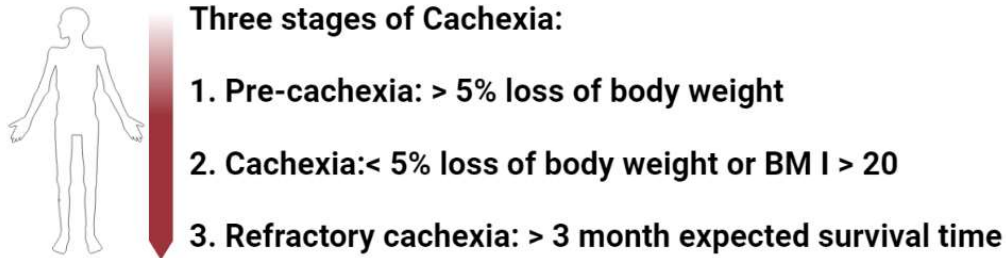 Three stages of Cachexia:
1. Pre-cachexia: > 5% loss of body weight
2. Cachexia:< 5% loss of body weight or BM I > 20
3. Refractory cachexia: > 3 month expected survival time